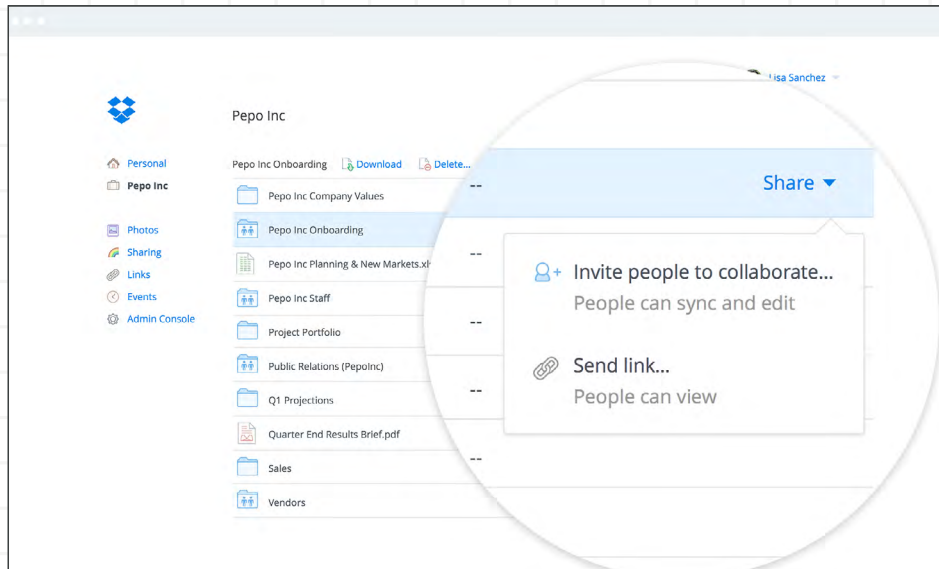 Lisa Sanchez
Pepo Inc
Personal
Pepo Inc
Photos
Sharing
Links
Events
Admin Console
Pepo Inc Onboarding Download Delete...
Pepo Inc Company Values --
Pepo Inc Onboarding
Pepo Inc Planning & New Markets.xl --
Pepo Inc Staff
Project Portfolio --
Public Relations (PepoInc)
Q1 Projections --
Quarter End Results Brief.pdf
Sales --
Vendors
Share
Invite people to collaborate...
People can sync and edit
Send link...
People can view